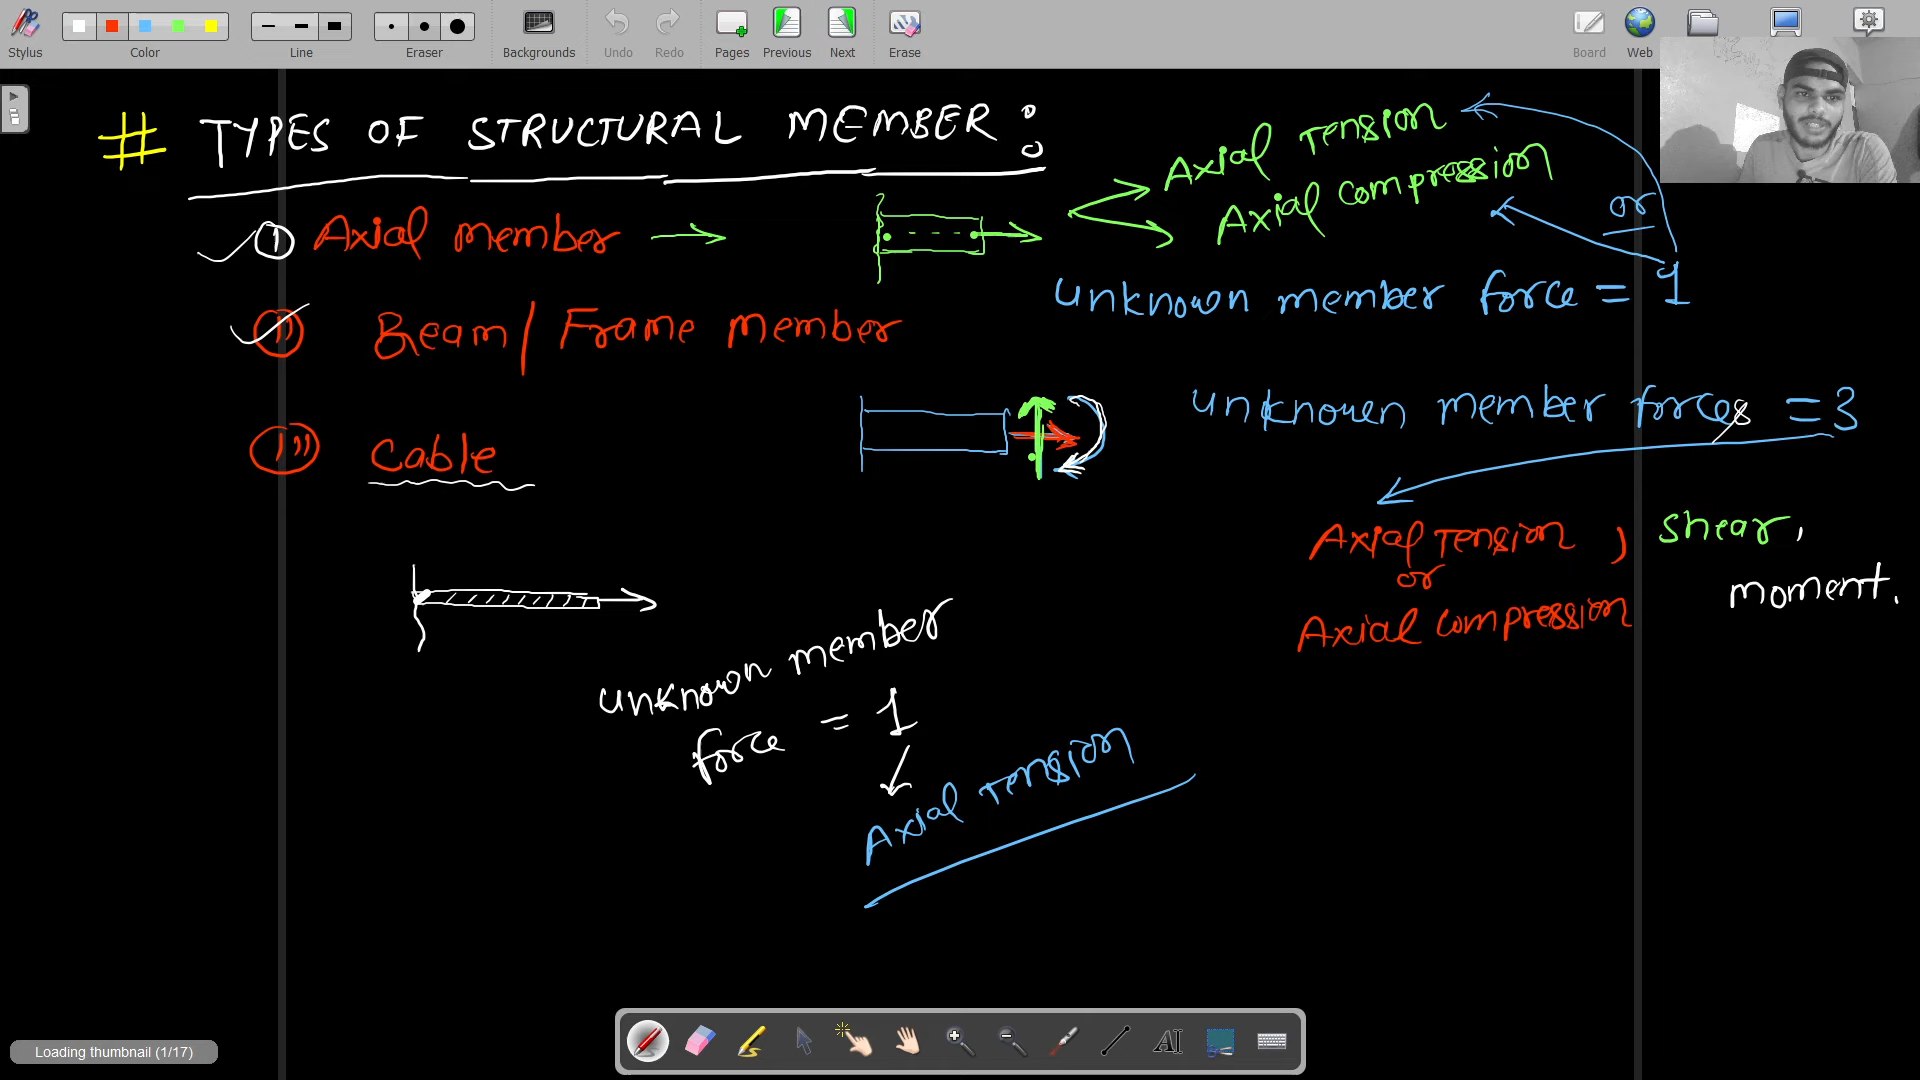 Stylus Color Line Eraser Backgrounds Undo Redo Pages Previous Next Erase Board Web
# TYPES OF STRUCTURAL MEMBER :
Axial Tension
Axial compression
or
(I) Axial member
unknown member force = 1
(II) Beam / Frame member
unknowen member forces = 3
(III) Cable
Axial Tension , shear,
or
moment.
Axial compression
unknown member
force = 1
Axial Tension
Loading thumbnail (1/17)
AI